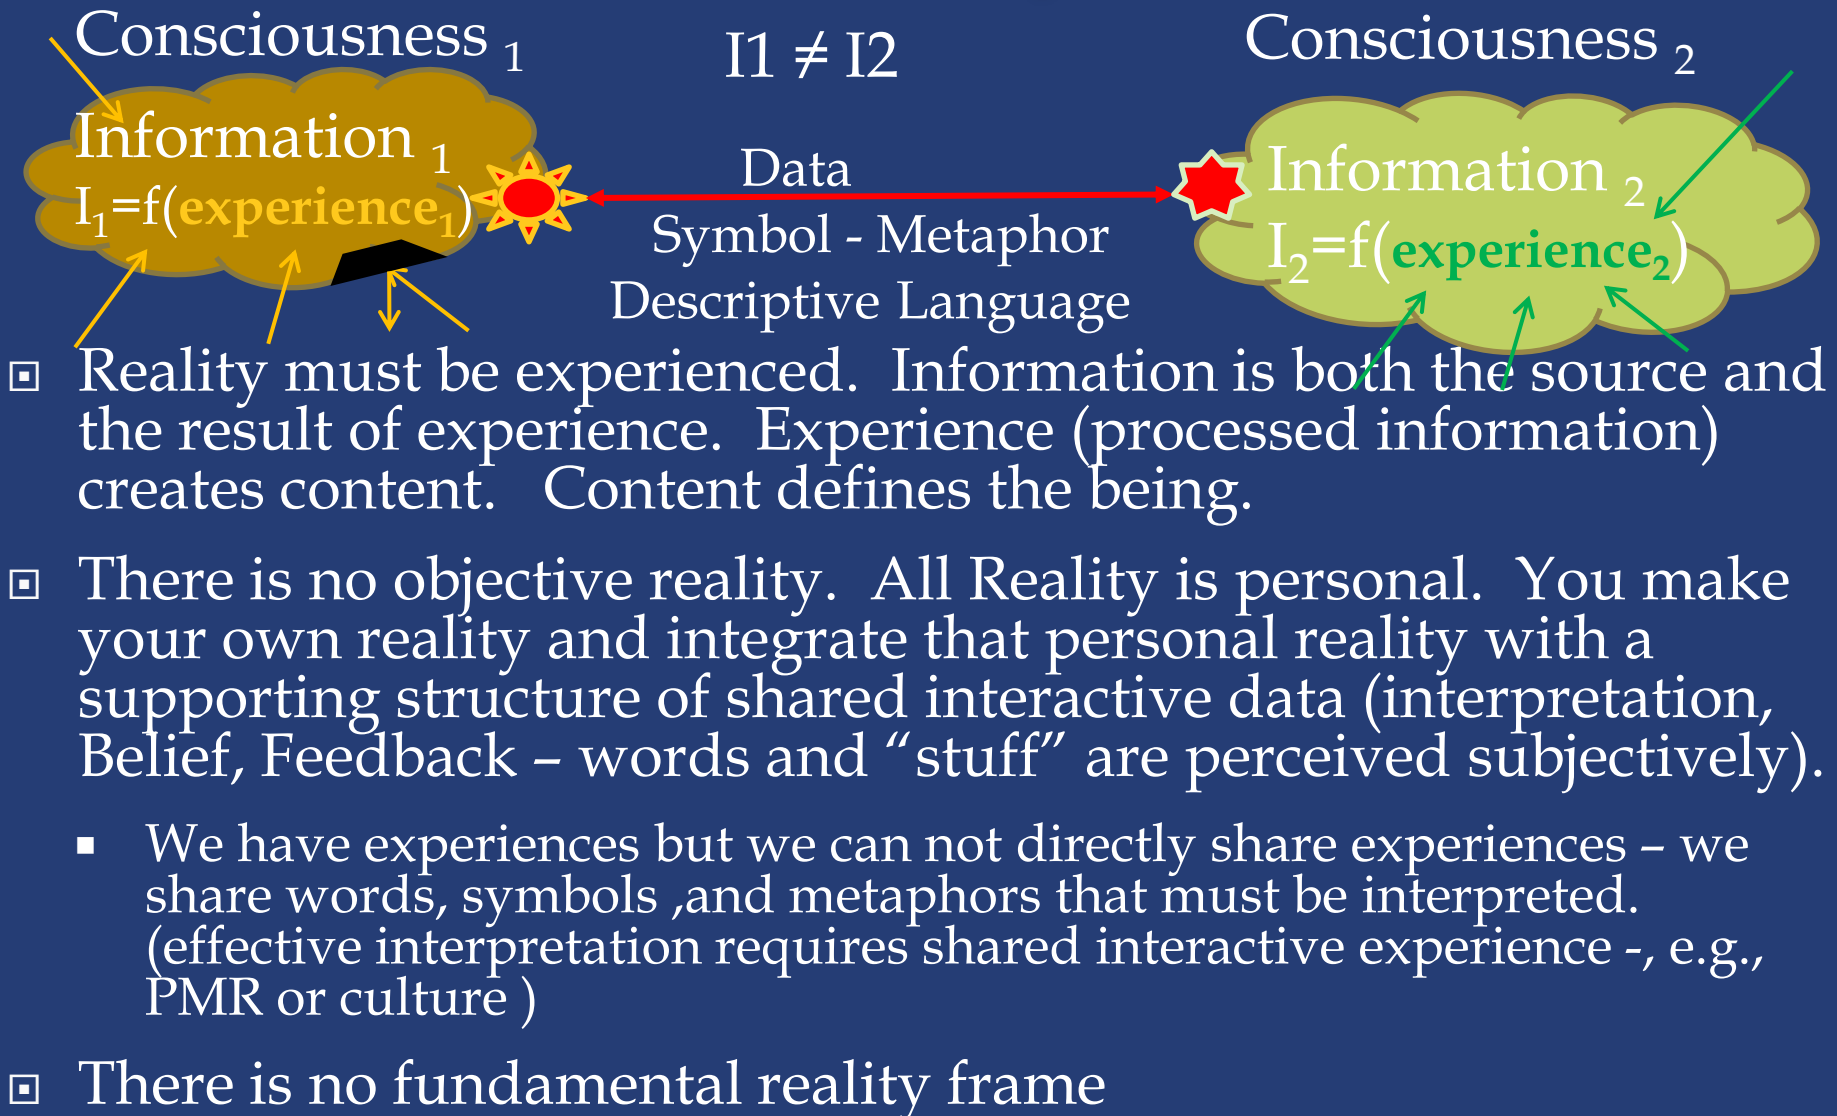 Consciousness 1
I1 ≠ I2
Consciousness 2
Information 1
I1=f(experience1)
Data
Symbol - Metaphor
Descriptive Language
Information 2
I2=f(experience2)
Reality must be experienced. Information is both the source and
the result of experience. Experience (processed information)
creates content. Content defines the being.
There is no objective reality. All Reality is personal. You make
your own reality and integrate that personal reality with a
supporting structure of shared interactive data (interpretation,
Belief, Feedback – words and “stuff” are perceived subjectively).
We have experiences but we can not directly share experiences – we
share words, symbols ,and metaphors that must be interpreted.
(effective interpretation requires shared interactive experience -, e.g.,
PMR or culture )
There is no fundamental reality frame